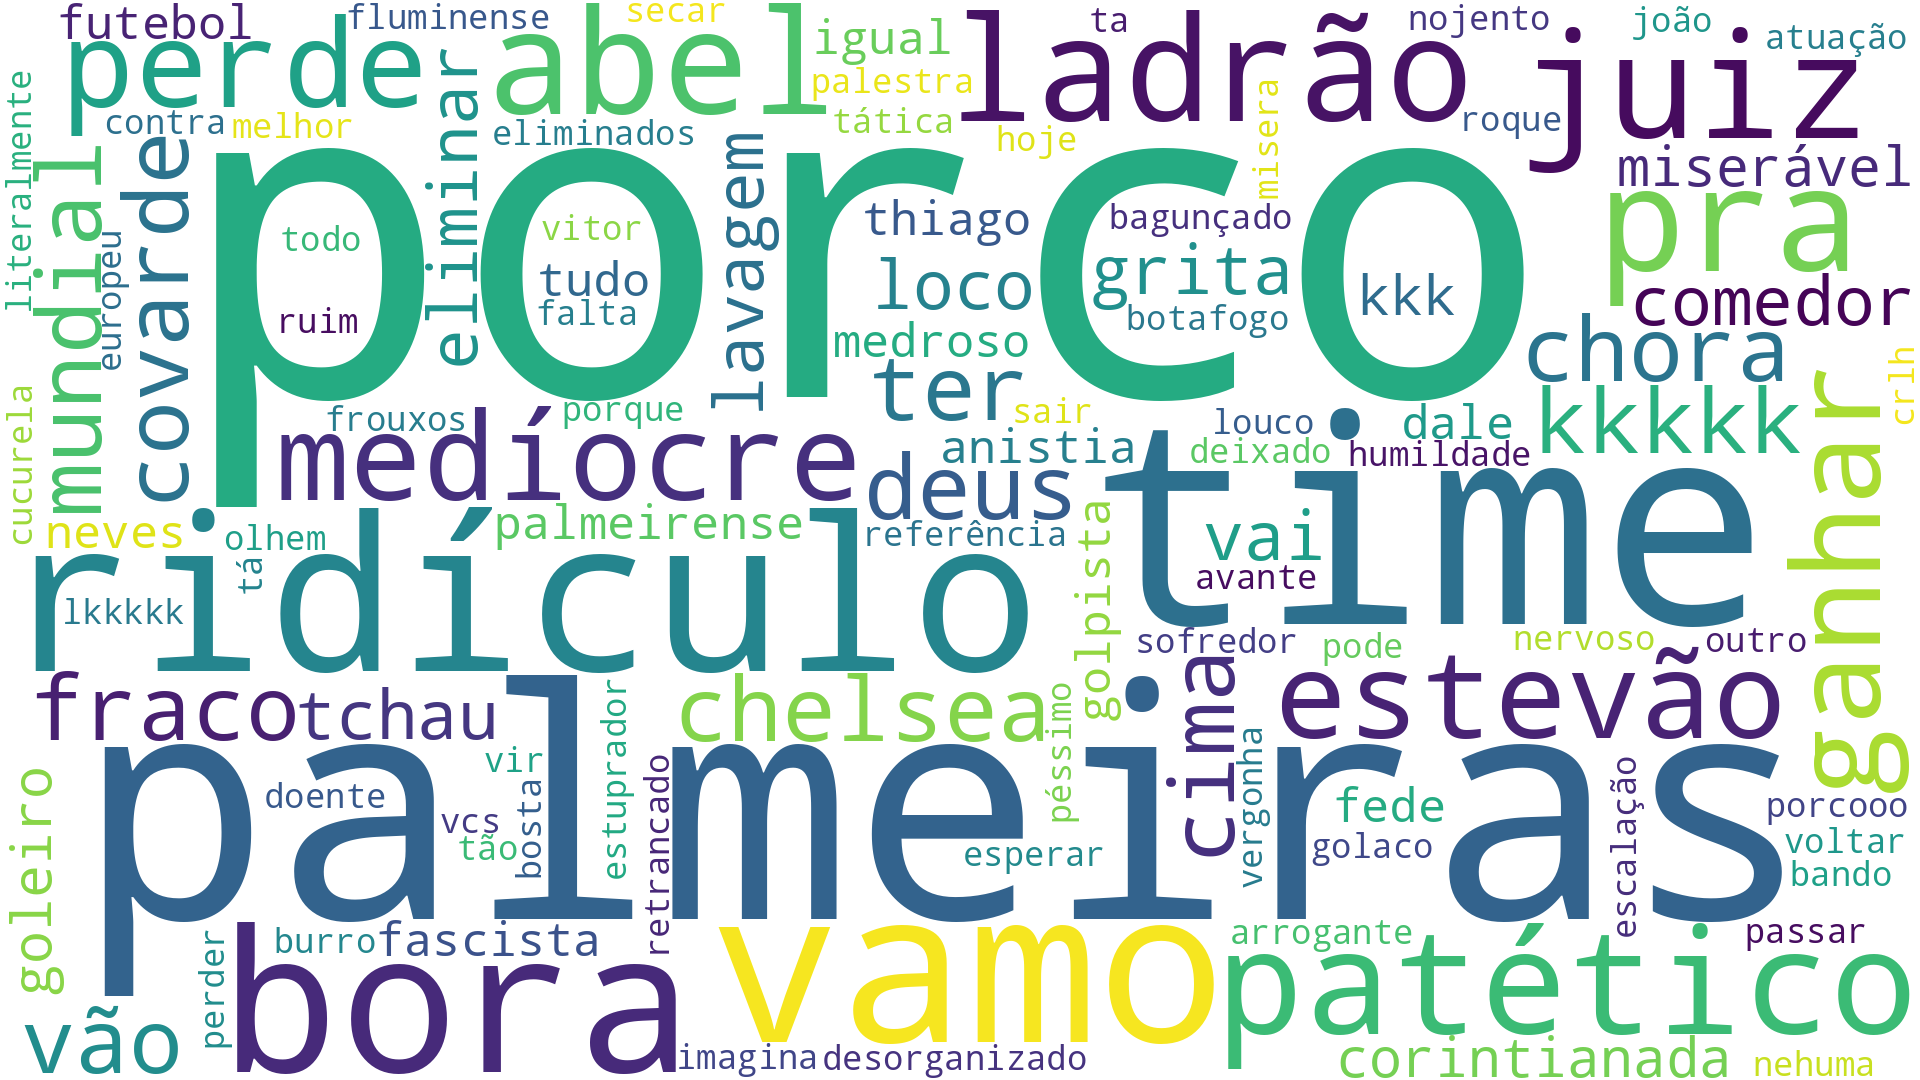 futebol
fluminense
secar
perde
abel
igual
ladrão
ta
nojento
joão
atuação
juiz
palestra
tática
contra
melhor
eliminar
eliminados
hoje
misera
roque
miserável
literalmente
mundial
covarde
porco
lavagem
thiago
bagunçado
pra
europeu
todo
vitor
tudo
falta
ruim
loco
grita
botafogo
kkk
comedor
medroso
chora
cucurela
frouxos
porque
ter
sair
louco
dale
kkkkk
crlh
medíocre
anistia
deixado
humildade
deus
time
ganhar
neves
olhem
tá
palmeirense
referência
vai
avante
ridículo
golpista
lkkkkk
sofredor
pode
nervoso
outro
fraco
tchau
chelsea
cima
estevão
estuprador
péssimo
vergonha
vir
palmeiras
doente
vcs
tão
bosta
retrancado
esperar
fede
golaco
escalação
porcooo
voltar
bando
goleiro
burro
fascista
vamo
arrogante
passar
perder
bora
patético
vão
imagina
desorganizado
corintianada
nehuma